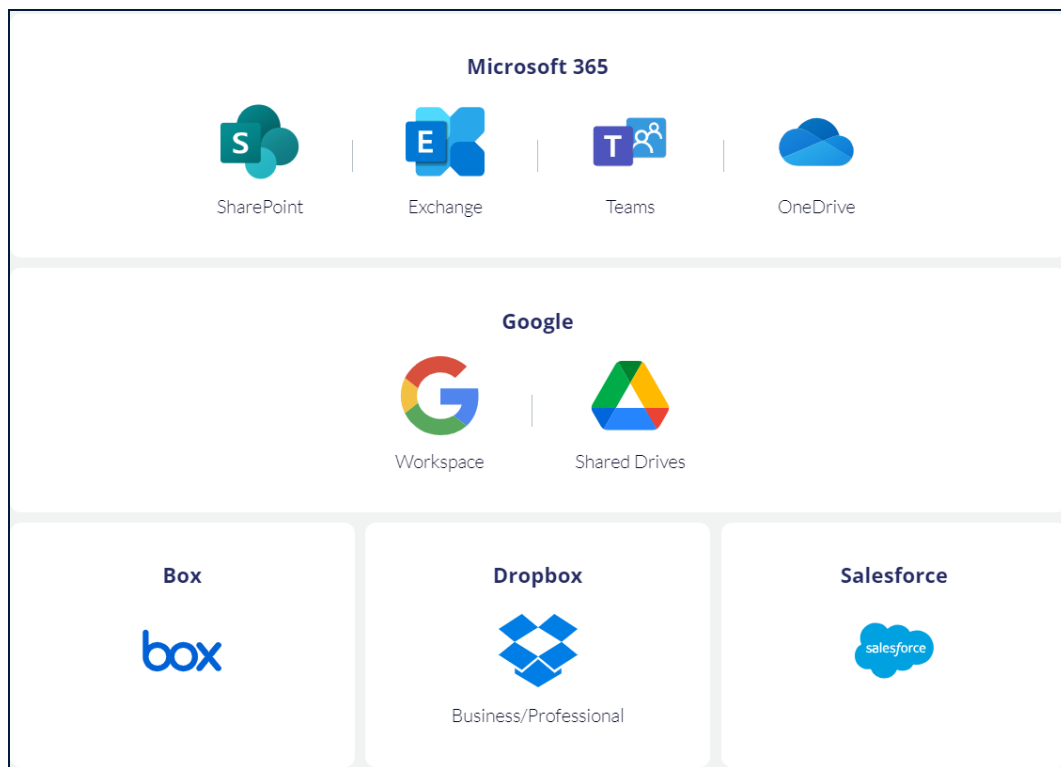 Microsoft 365
S E T
SharePoint Exchange Teams OneDrive
Google
Workspace Shared Drives
Box Dropbox Salesforce
box salesforce
Business/Professional